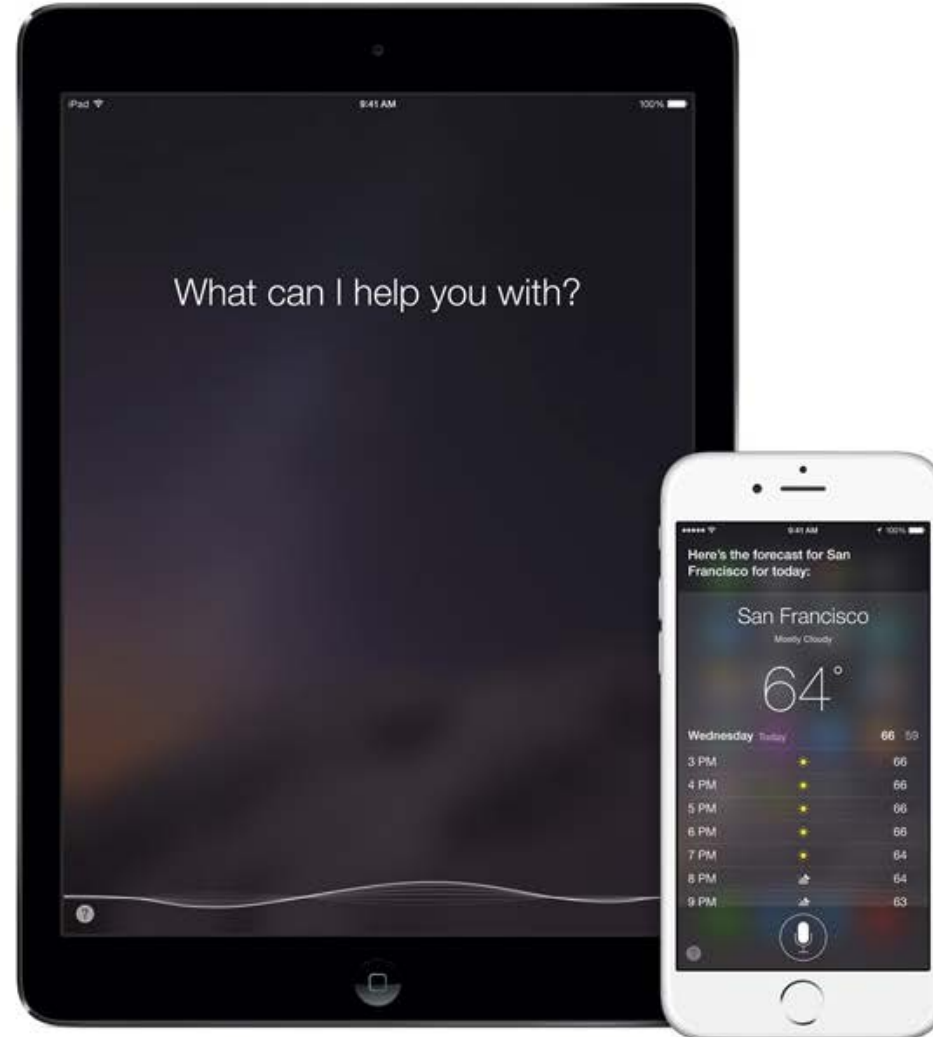 iPad
9:41 AM
100%
What can I help you with?
?
9:41 AM
100%
Here's the forecast for San
Francisco for today:
San Francisco
Mostly Cloudy
64°
Wednesday Today 66 59
3 PM 66
4 PM 66
5 PM 66
6 PM 66
7 PM 64
8 PM 64
9 PM 63
?